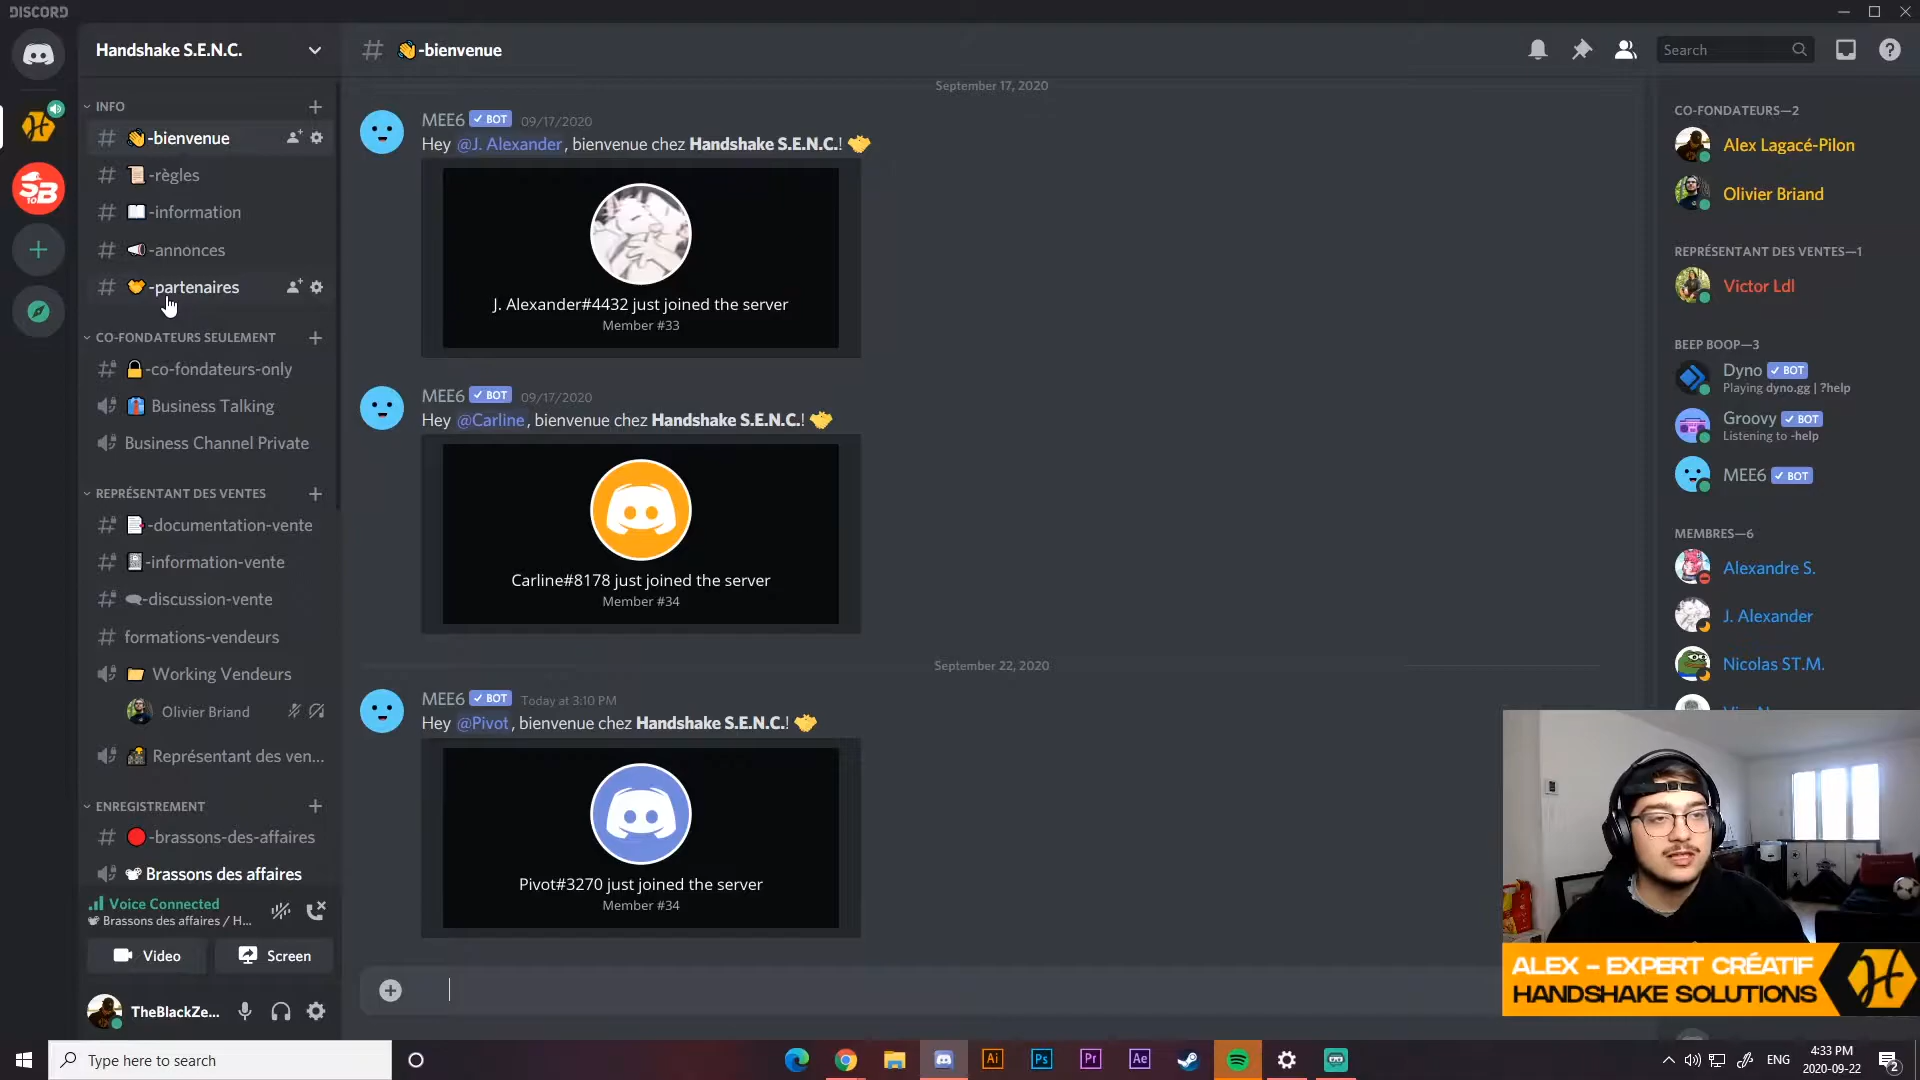 DISCORD
Handshake S.E.N.C.
INFO
👋-bienvenue
📜-règles
📖-information
📣-annonces
🤝-partenaires
CO-FONDATEURS SEULEMENT
🔒-co-fondateurs-only
👔 Business Talking
Business Channel Private
REPRÉSENTANT DES VENTES
📑-documentation-vente
📓-information-vente
🗨-discussion-vente
formations-vendeurs
📁 Working Vendeurs
Olivier Briand
Représentant des ven...
ENREGISTREMENT
🔴-brassons-des-affaires
📽 Brassons des affaires
Voice Connected
📽 Brassons des affaires / H...
Video
Screen
TheBlackZe...
# 👋-bienvenue
Search
September 17, 2020
MEE6 ✓ BOT 09/17/2020
Hey @J. Alexander, bienvenue chez Handshake S.E.N.C.! 🤝
J. Alexander#4432 just joined the server
Member #33
MEE6 ✓ BOT 09/17/2020
Hey @Carline, bienvenue chez Handshake S.E.N.C.! 🤝
Carline#8178 just joined the server
Member #34
September 22, 2020
MEE6 ✓ BOT Today at 3:10 PM
Hey @Pivot, bienvenue chez Handshake S.E.N.C.! 🤝
Pivot#3270 just joined the server
Member #34
CO-FONDATEURS—2
Alex Lagacé-Pilon
Olivier Briand
REPRÉSENTANT DES VENTES—1
Victor Ldl
BEEP BOOP—3
Dyno ✓ BOT
Playing dyno.gg | ?help
Groovy ✓ BOT
Listening to -help
MEE6 ✓ BOT
MEMBRES—6
Alexandre S.
J. Alexander
Nicolas ST.M.
ALEX - EXPERT CRÉATIF
HANDSHAKE SOLUTIONS
Type here to search
Ai
Ps
Pr
Ae
ENG
4:33 PM
2020-09-22
2